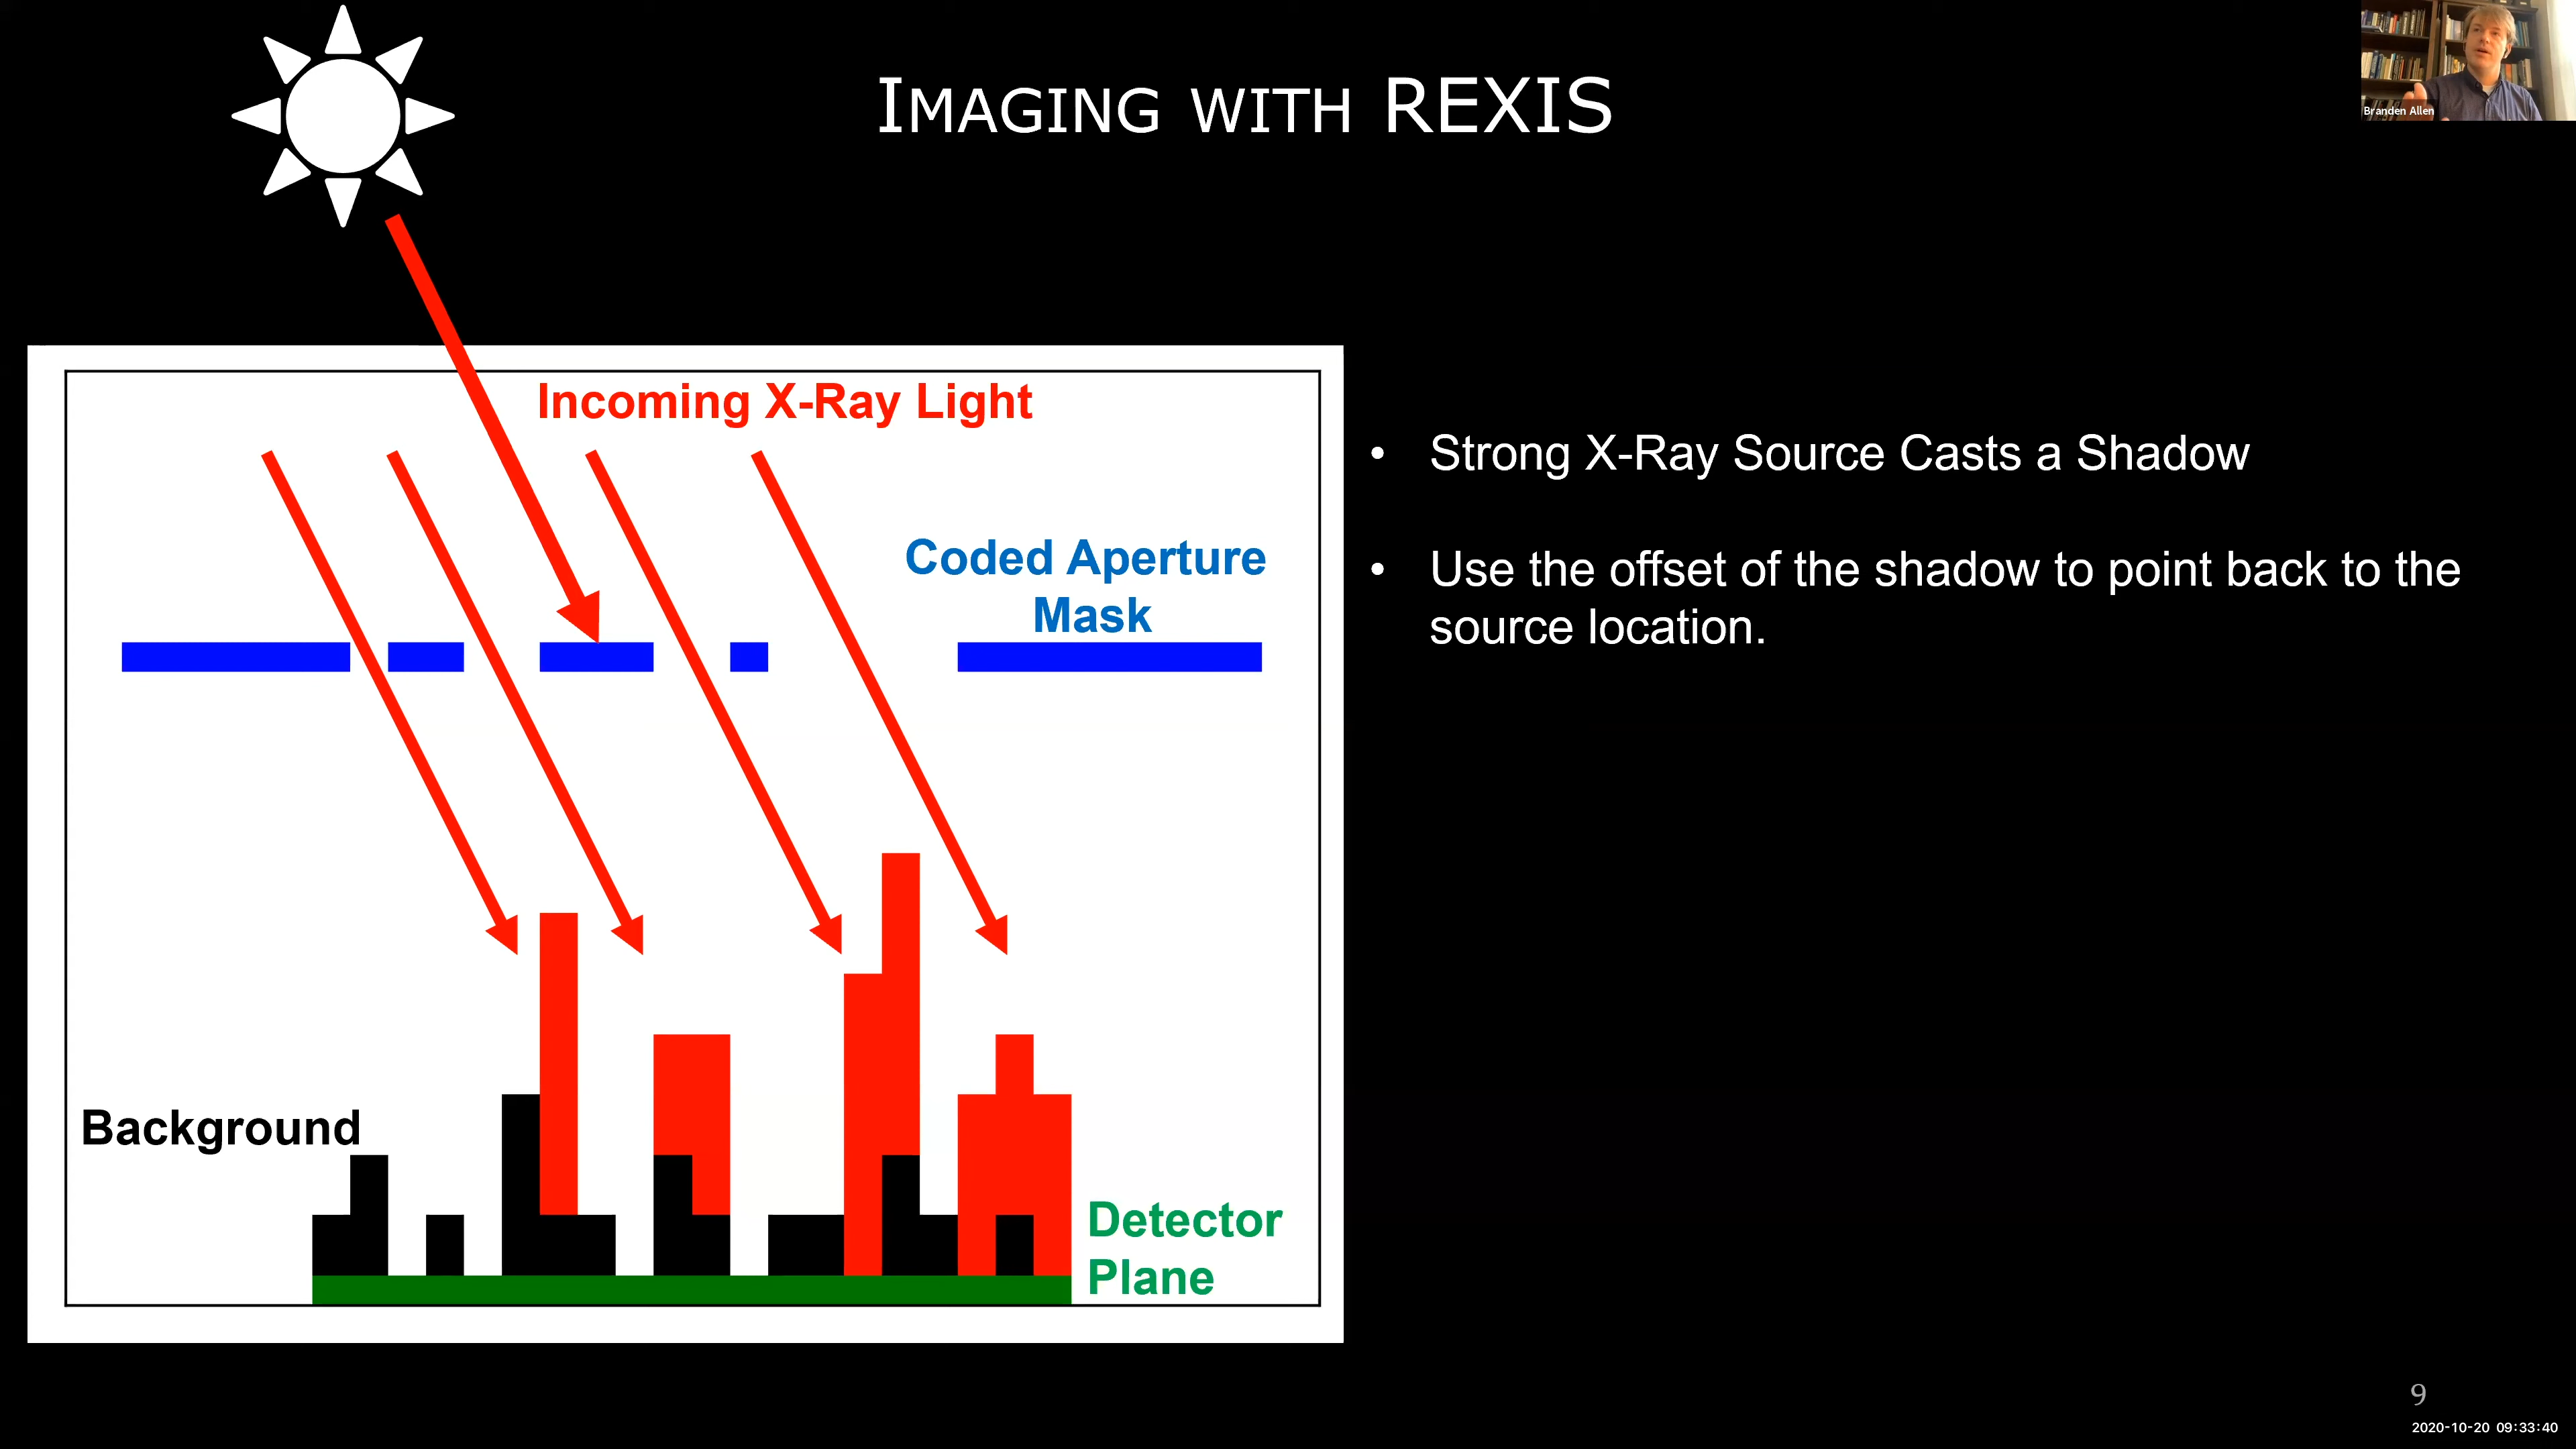 IMAGING WITH REXIS
Branden Allen
Incoming X-Ray Light
Coded Aperture
Mask
Background
Detector
Plane
• Strong X-Ray Source Casts a Shadow
• Use the offset of the shadow to point back to the
source location.
9
2020-10-20 09:33:40